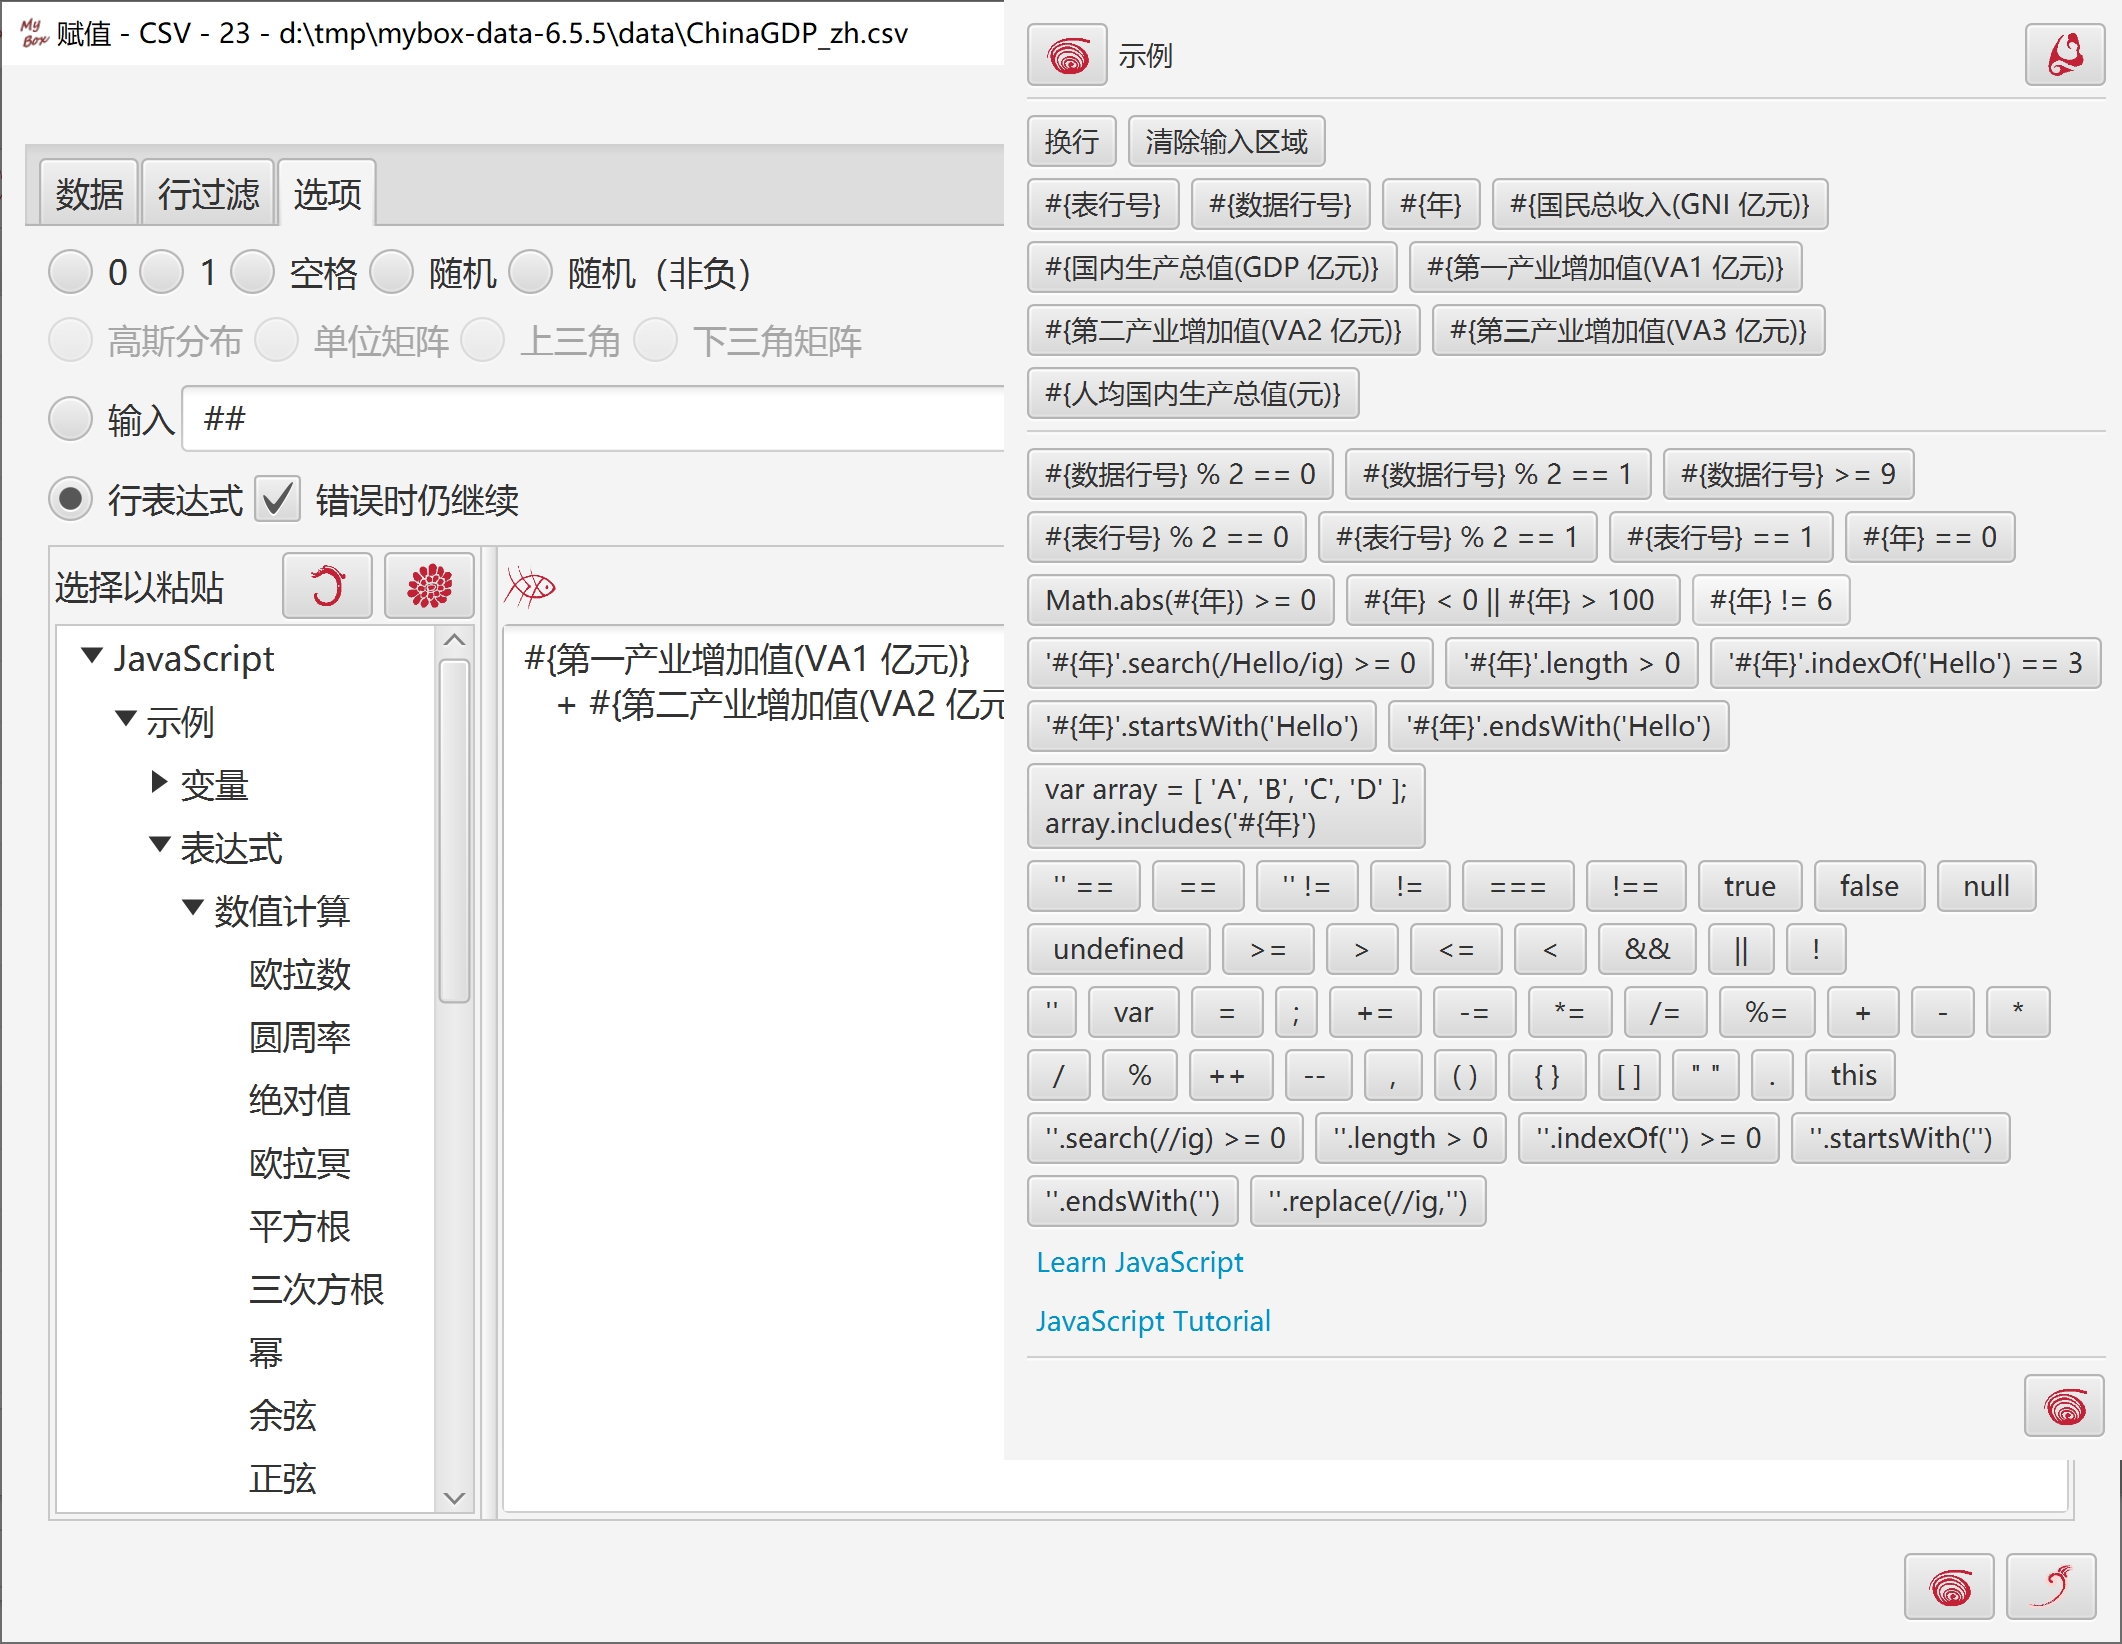 My Box 赋值 - CSV - 23 - d:\tmp\mybox-data-6.5.5\data\ChinaGDP_zh.csv
数据 行过滤 选项
0 1 空格 随机 随机（非负）
高斯分布 单位矩阵 上三角 下三角矩阵
输入 ##
行表达式 错误时仍继续
选择以粘贴
JavaScript
示例
变量
表达式
数值计算
欧拉数
圆周率
绝对值
欧拉冥
平方根
三次方根
幂
余弦
正弦
#{第一产业增加值(VA1 亿元)}
+ #{第二产业增加值(VA2 亿元
示例
换行 清除输入区域
#{表行号} #{数据行号} #{年} #{国民总收入(GNI 亿元)}
#{国内生产总值(GDP 亿元)} #{第一产业增加值(VA1 亿元)}
#{第二产业增加值(VA2 亿元)} #{第三产业增加值(VA3 亿元)}
#{人均国内生产总值(元)}
#{数据行号} % 2 == 0 #{数据行号} % 2 == 1 #{数据行号} >= 9
#{表行号} % 2 == 0 #{表行号} % 2 == 1 #{表行号} == 1 #{年} == 0
Math.abs(#{年}) >= 0 #{年} < 0 || #{年} > 100 #{年} != 6
'#{年}'.search(/Hello/ig) >= 0 '#{年}'.length > 0 '#{年}'.indexOf('Hello') == 3
'#{年}'.startsWith('Hello') '#{年}'.endsWith('Hello')
var array = [ 'A', 'B', 'C', 'D' ];
array.includes('#{年}')
'' == == '' != != === !== true false null
undefined >= > <= < && || !
'' var = ; += -= *= /= %= + - *
/ % ++ -- , ( ) { } [ ] " " . this
''.search(//ig) >= 0 ''.length > 0 ''.indexOf('') >= 0 ''.startsWith('')
''.endsWith('') ''.replace(//ig,'')
Learn JavaScript
JavaScript Tutorial